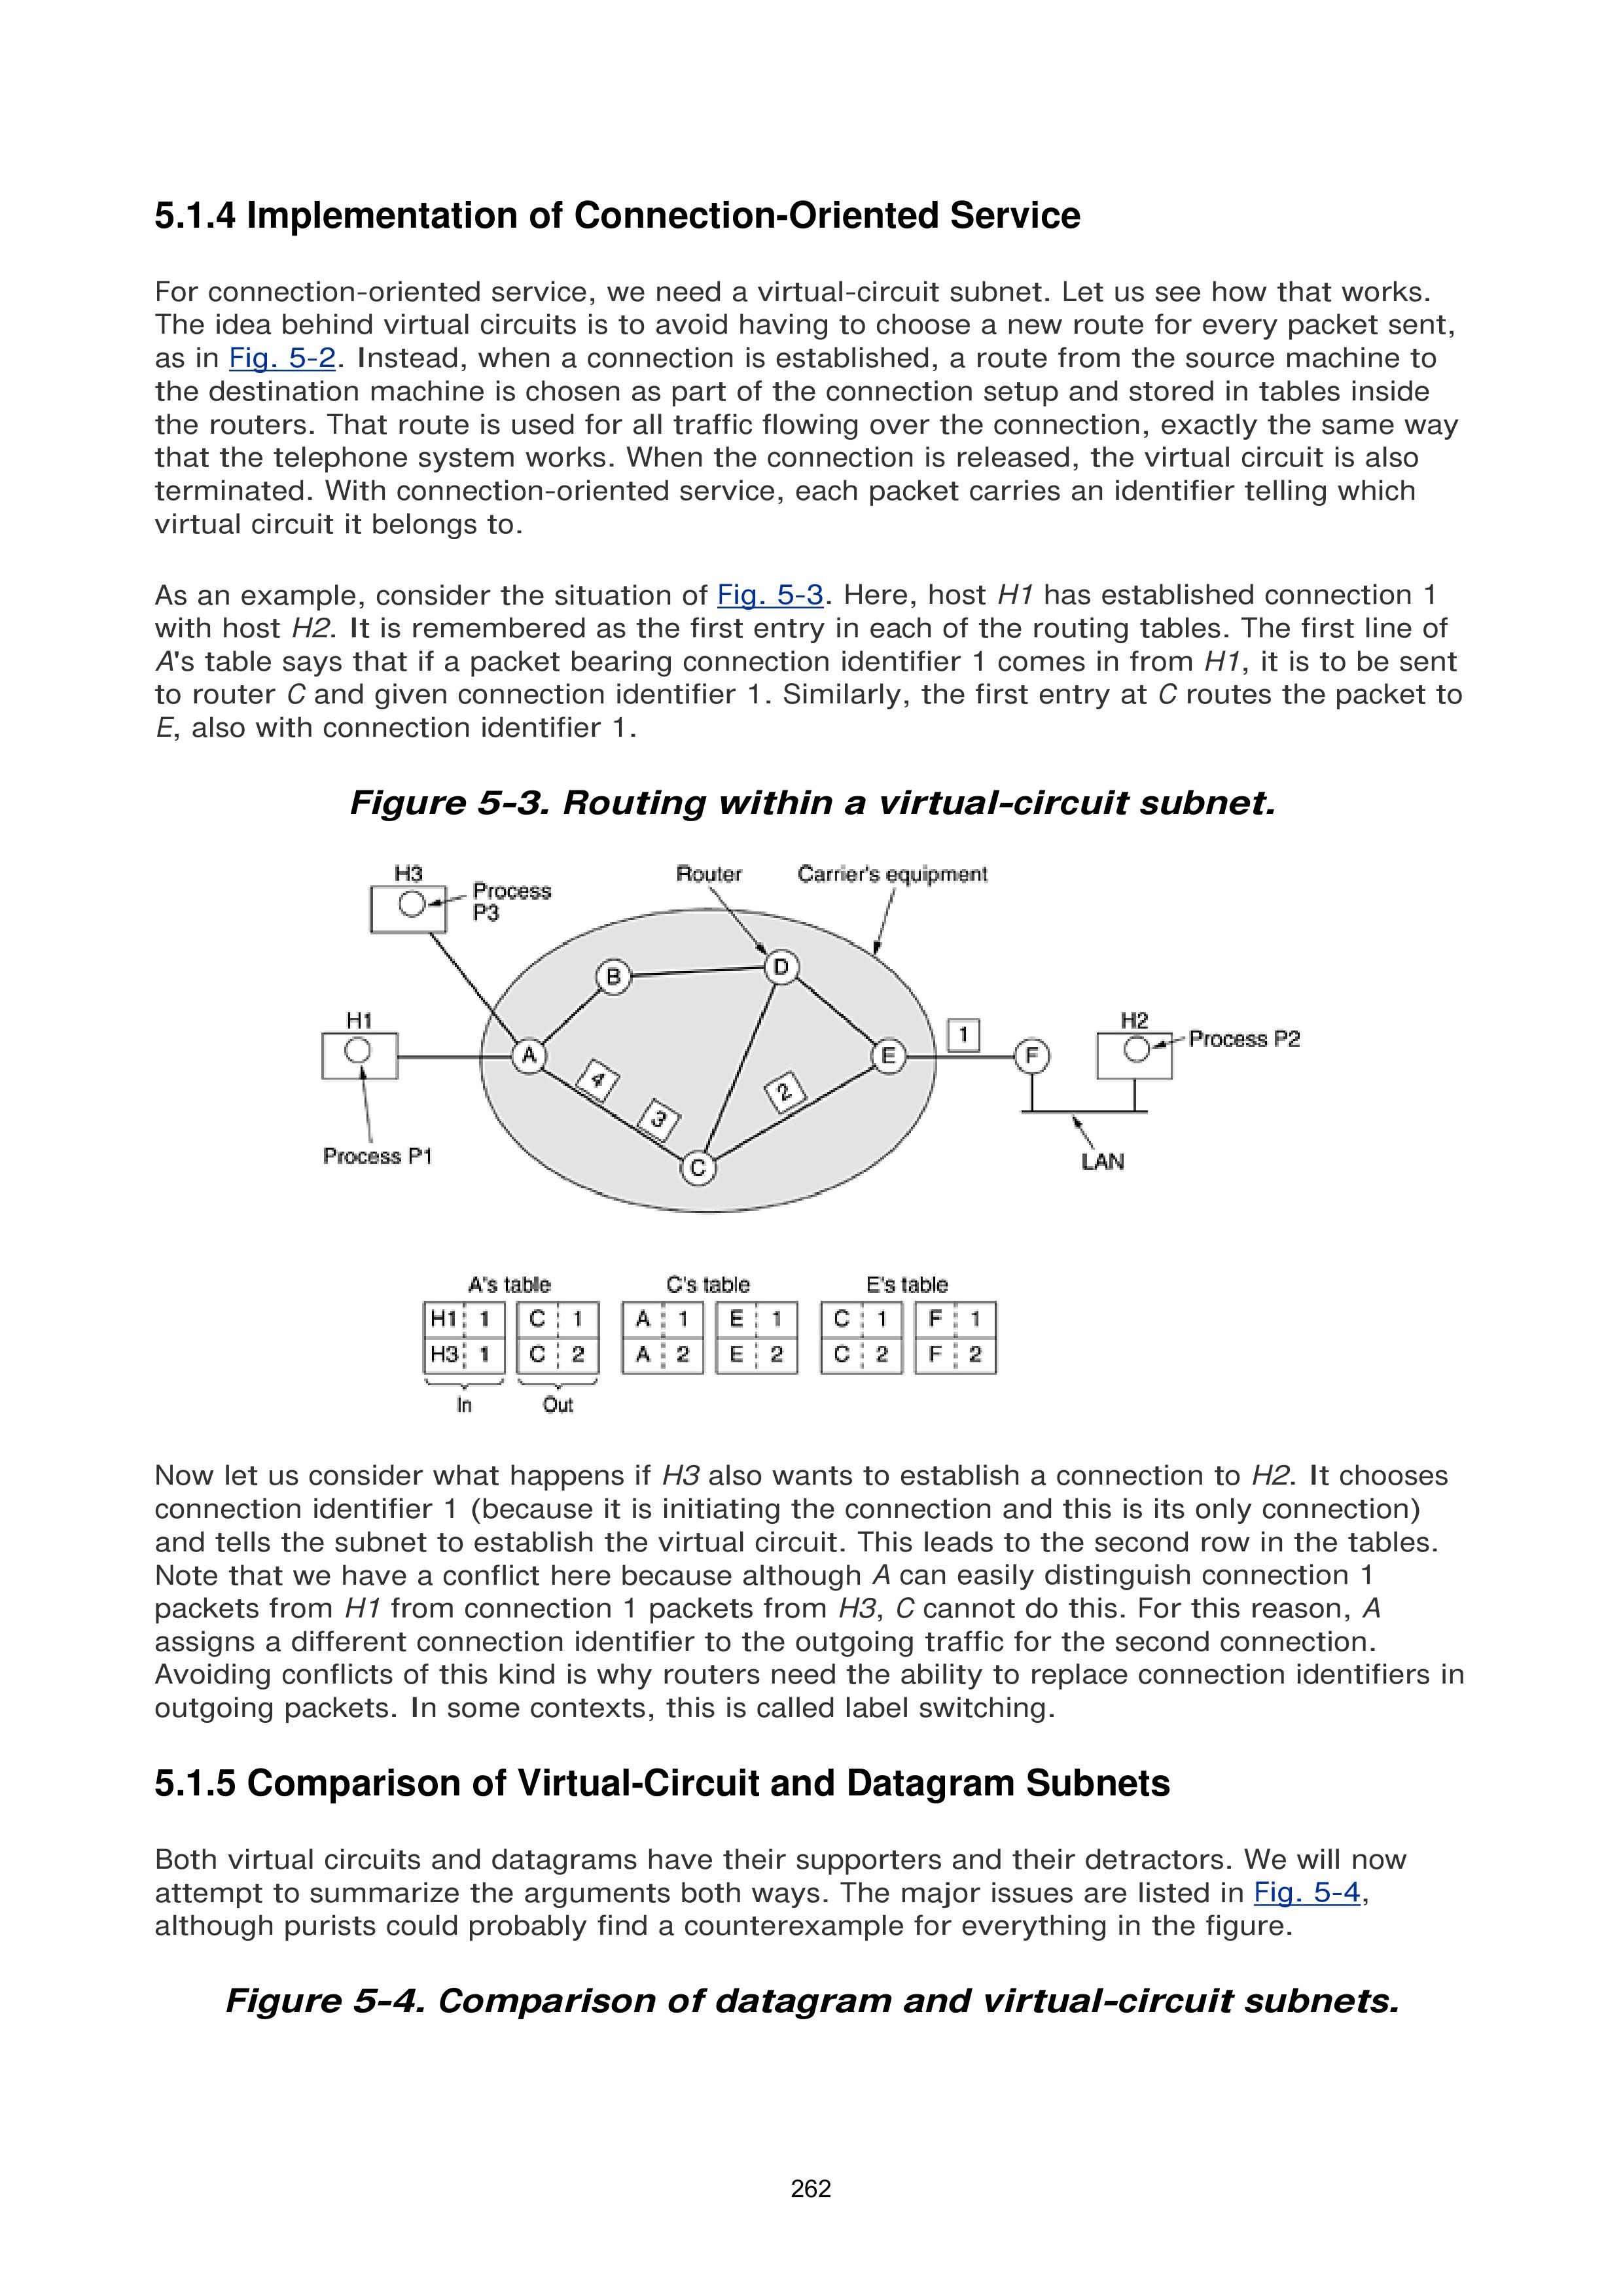 5.1.4 Implementation of Connection-Oriented Service
For connection-oriented service, we need a virtual-circuit subnet. Let us see how that works.
The idea behind virtual circuits is to avoid having to choose a new route for every packet sent,
as in Fig. 5-2. Instead, when a connection is established, a route from the source machine to
the destination machine is chosen as part of the connection setup and stored in tables inside
the routers. That route is used for all traffic flowing over the connection, exactly the same way
that the telephone system works. When the connection is released, the virtual circuit is also
terminated. With connection-oriented service, each packet carries an identifier telling which
virtual circuit it belongs to.
As an example, consider the situation of Fig. 5-3. Here, host H1 has established connection 1
with host H2. It is remembered as the first entry in each of the routing tables. The first line of
A's table says that if a packet bearing connection identifier 1 comes in from H1, it is to be sent
to router C and given connection identifier 1. Similarly, the first entry at C routes the packet to
E, also with connection identifier 1.
Figure 5-3. Routing within a virtual-circuit subnet.
H3 Router Carrier's equipment
Process
P3
B D
H1 1 H2
Process P2
A E F
4 2
3
Process P1 C LAN
A's table C's table E's table
H1 1 C 1 A 1 E 1 C 1 F 1
H3 1 C 2 A 2 E 2 C 2 F 2
In Out
Now let us consider what happens if H3 also wants to establish a connection to H2. It chooses
connection identifier 1 (because it is initiating the connection and this is its only connection)
and tells the subnet to establish the virtual circuit. This leads to the second row in the tables.
Note that we have a conflict here because although A can easily distinguish connection 1
packets from H1 from connection 1 packets from H3, C cannot do this. For this reason, A
assigns a different connection identifier to the outgoing traffic for the second connection.
Avoiding conflicts of this kind is why routers need the ability to replace connection identifiers in
outgoing packets. In some contexts, this is called label switching.
5.1.5 Comparison of Virtual-Circuit and Datagram Subnets
Both virtual circuits and datagrams have their supporters and their detractors. We will now
attempt to summarize the arguments both ways. The major issues are listed in Fig. 5-4,
although purists could probably find a counterexample for everything in the figure.
Figure 5-4. Comparison of datagram and virtual-circuit subnets.
262